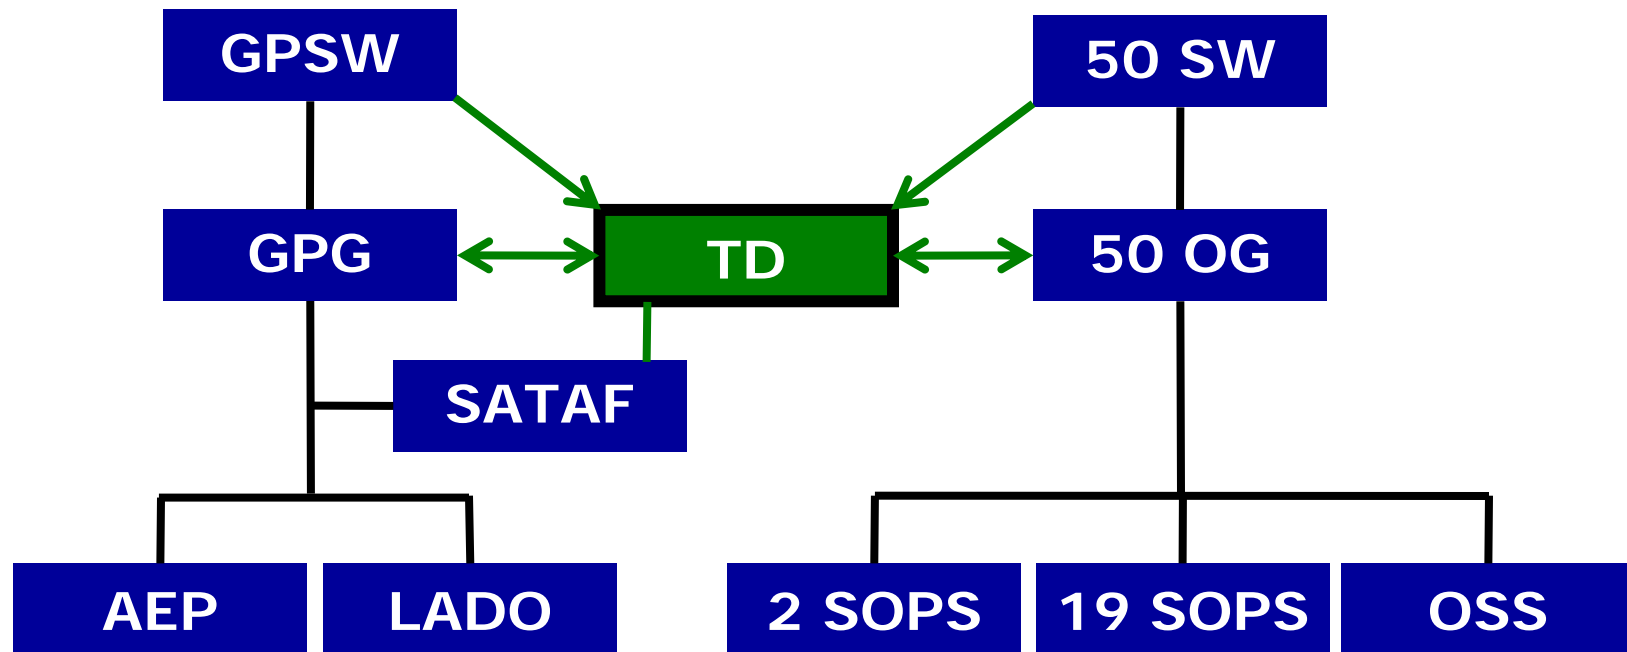 GPSW
50 SW
GPG
TD
50 OG
SATAF
AEP
LADO
2 SOPS
19 SOPS
OSS